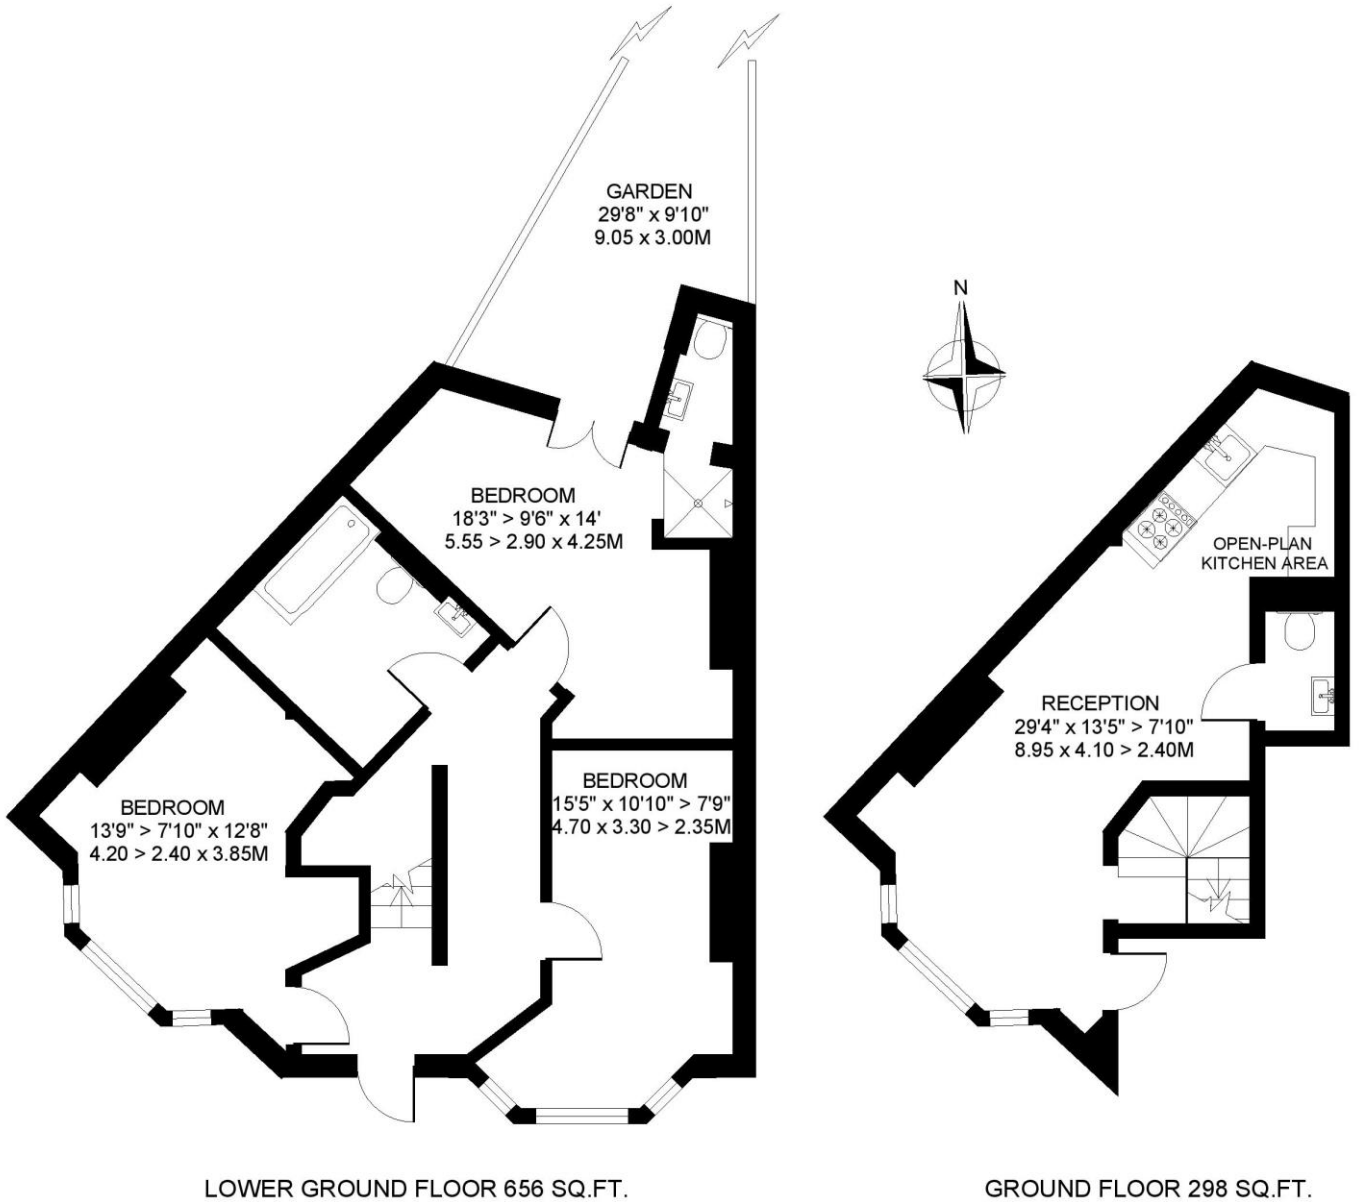 GARDEN
29'8" x 9'10"
9.05 x 3.00M
N
BEDROOM
18'3" > 9'6" x 14'
5.55 > 2.90 x 4.25M
OPEN-PLAN
KITCHEN AREA
RECEPTION
29'4" x 13'5" > 7'10"
8.95 x 4.10 > 2.40M
BEDROOM
13'9" > 7'10" x 12'8"
4.20 > 2.40 x 3.85M
BEDROOM
15'5" x 10'10" > 7'9"
4.70 x 3.30 > 2.35M
LOWER GROUND FLOOR 656 SQ.FT.
GROUND FLOOR 298 SQ.FT.